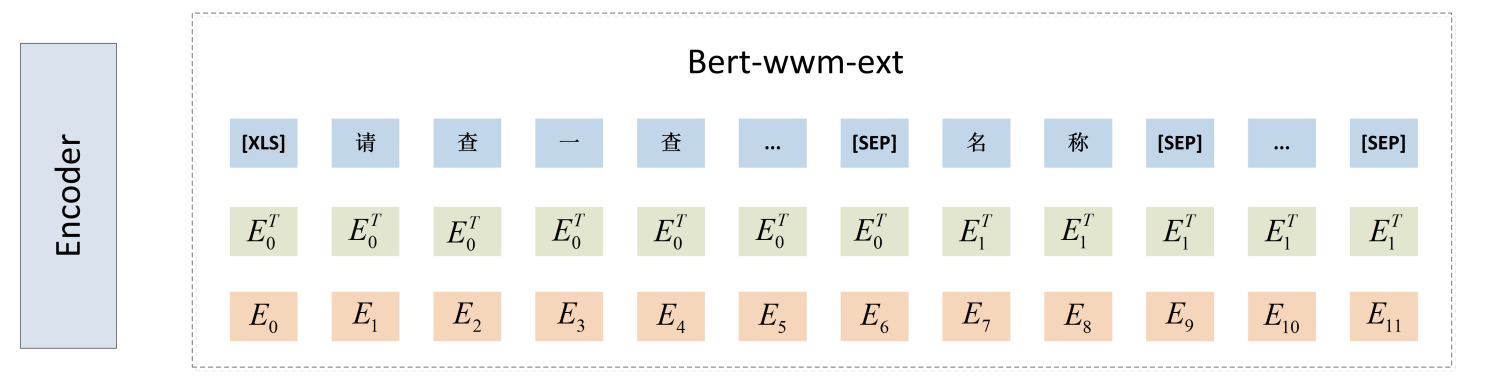 Bert-wwm-ext
Encoder
[XLS] 请 查 一 查 ... [SEP] 名 称 [SEP] ... [SEP]
E_0^T E_0^T E_0^T E_0^T E_0^T E_0^T E_0^T E_1^T E_1^T E_1^T E_1^T E_1^T
E_0 E_1 E_2 E_3 E_4 E_5 E_6 E_7 E_8 E_9 E_10 E_11